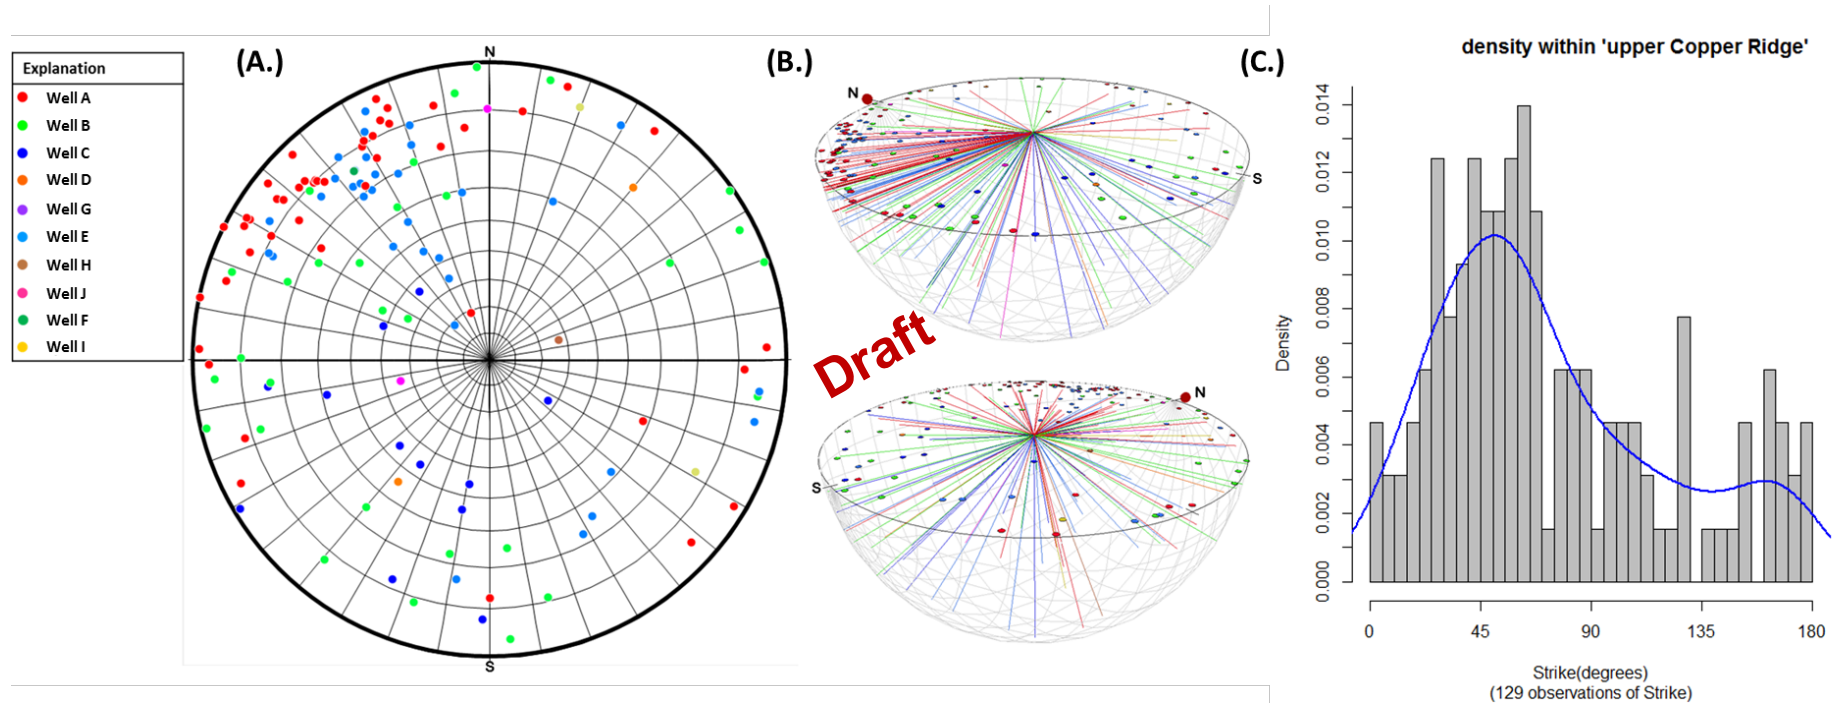 (A.)
N
S
Explanation
Well A
Well B
Well C
Well D
Well G
Well E
Well H
Well J
Well F
Well I
(B.)
N
S
Draft
N
S
(C.)
density within 'upper Copper Ridge'
Density
0.014
0.012
0.010
0.008
0.006
0.004
0.002
0.000
0 45 90 135 180
Strike(degrees)
(129 observations of Strike)